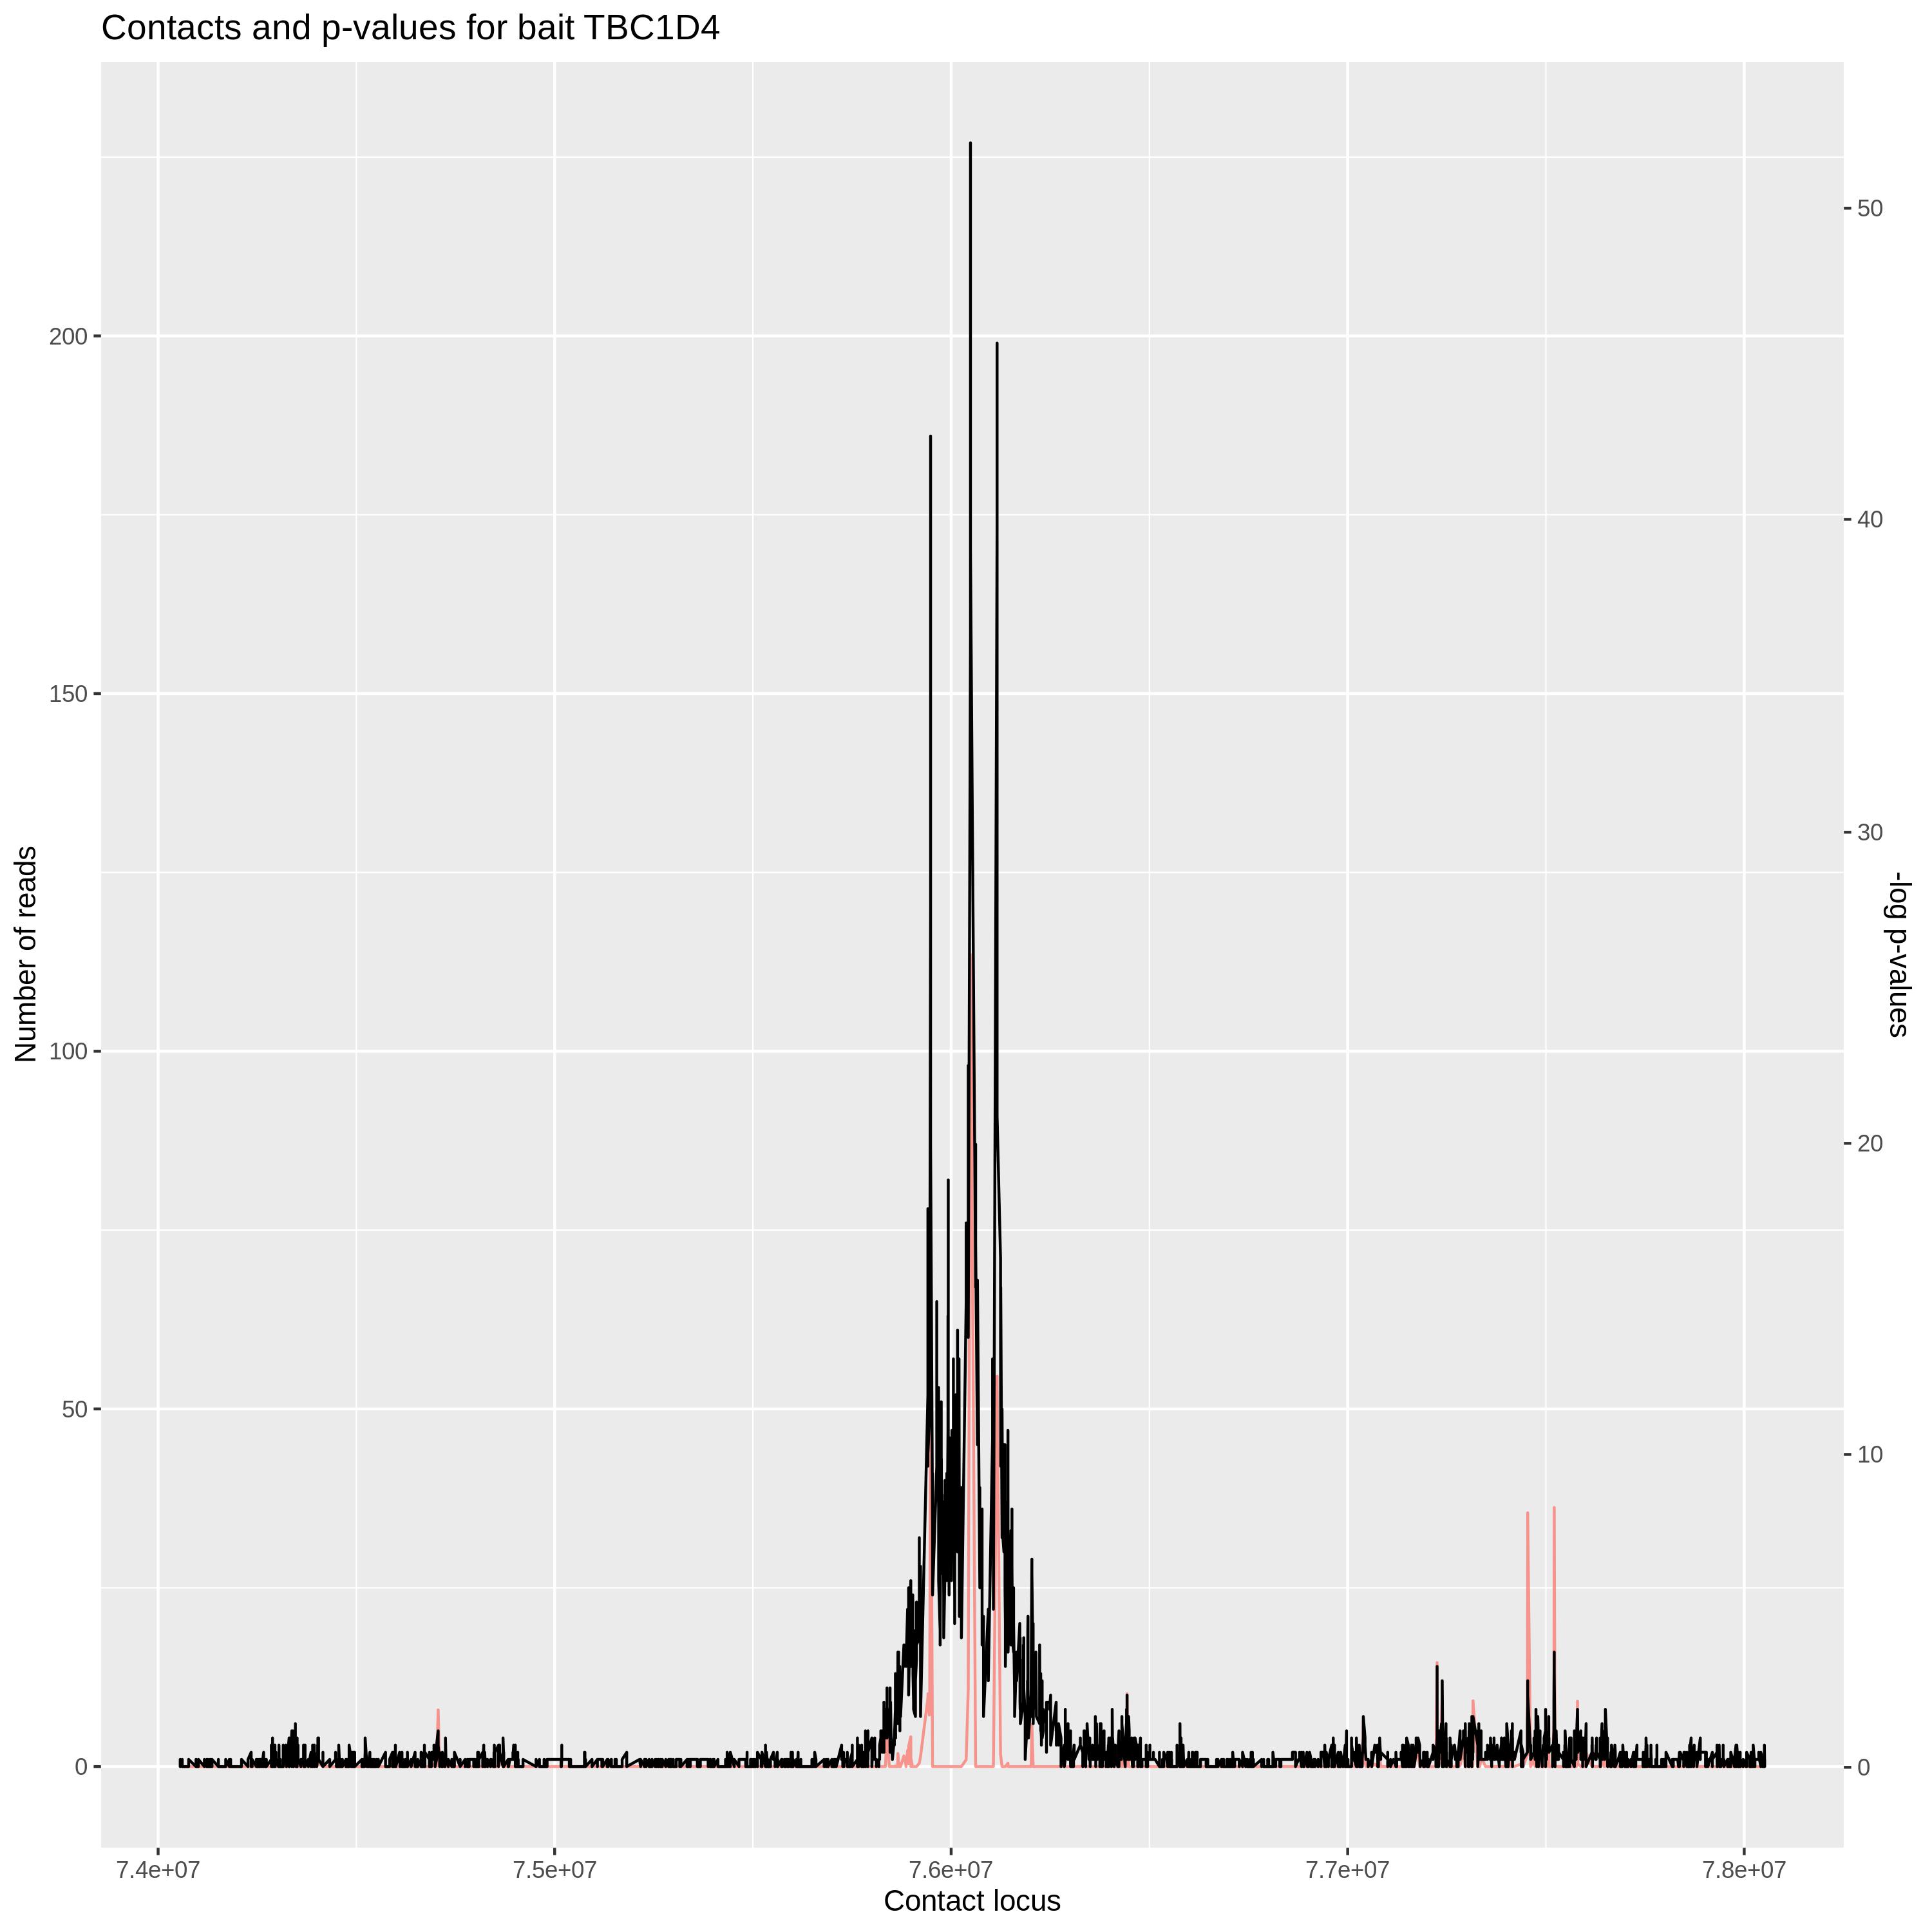 Contacts and p-values for bait TBC1D4
Number of reads
200
150
100
50
0
50
40
30
20
10
0
-log p-values
7.4e+07 7.5e+07 7.6e+07 7.7e+07 7.8e+07
Contact locus